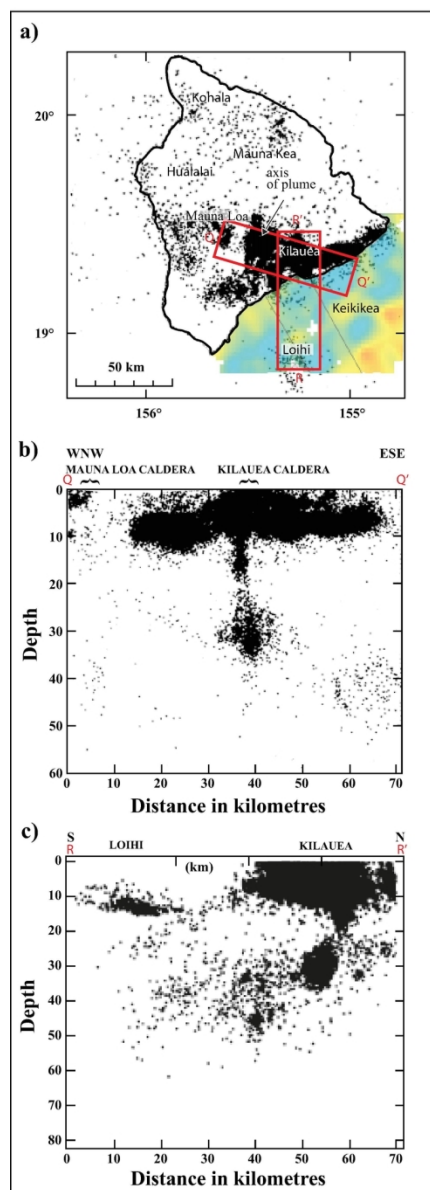 a)
Kohala
20°
Mauna Kea
Hualalai
axis
of plume
Mauna Loa
R'
Q
Kilauea
Q'
Keikikea
19°
Loihi
50 km
R
156°
155°
b)
WNW
ESE
MAUNA LOA CALDERA
KILAUEA CALDERA
Q
Q'
0
10
20
30
40
50
60
Depth
0 10 20 30 40 50 60 70
Distance in kilometres
c)
S
N
R
LOIHI
KILAUEA
R'
(km)
0
10
20
30
40
50
60
70
80
Depth
0 10 20 30 40 50 60 70
Distance in kilometres